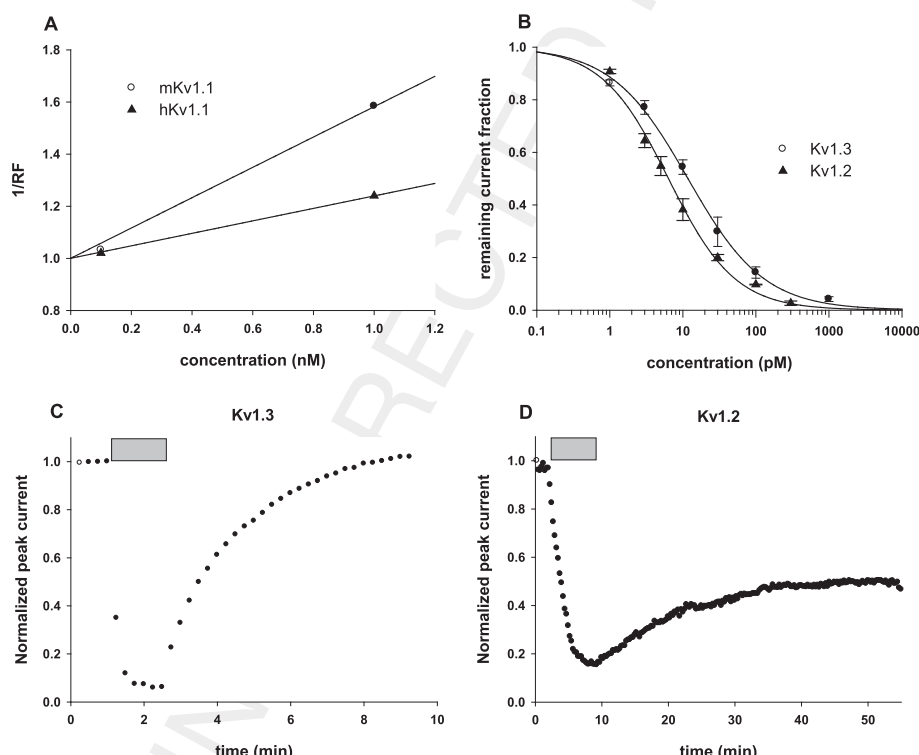 A
1.8
1.6
1.4
1.2
1.0
0.8
1/RF
mKv1.1
hKv1.1
0.0 0.2 0.4 0.6 0.8 1.0 1.2
concentration (nM)
B
1.0
0.8
0.6
0.4
0.2
0.0
remaining current fraction
Kv1.3
Kv1.2
0.1 1 10 100 1000 10000
concentration (pM)
C
Kv1.3
1.0
0.8
0.6
0.4
0.2
0.0
Normalized peak current
0 2 4 6 8 10
time (min)
D
Kv1.2
1.0
0.8
0.6
0.4
0.2
0.0
Normalized peak current
0 10 20 30 40 50
time (min)